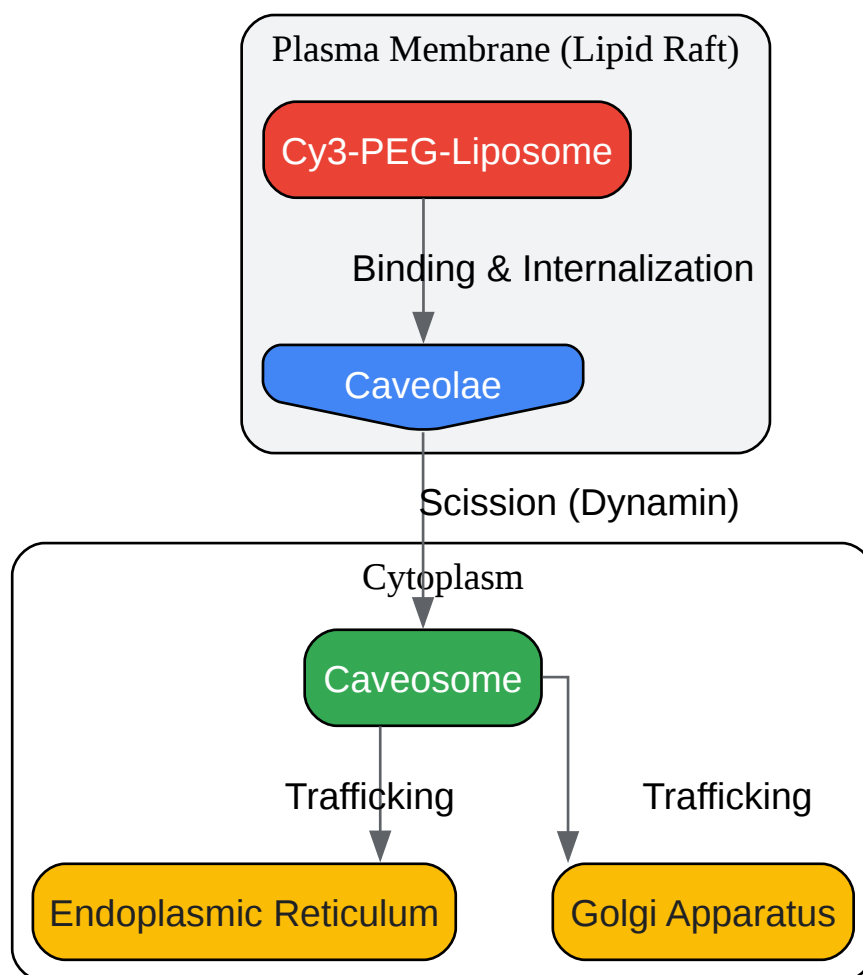 Plasma Membrane (Lipid Raft)
Cy3-PEG-Liposome
Binding & Internalization
Caveolae
Scission (Dynamin)
Cytoplasm
Caveosome
Trafficking
Trafficking
Endoplasmic Reticulum
Golgi Apparatus